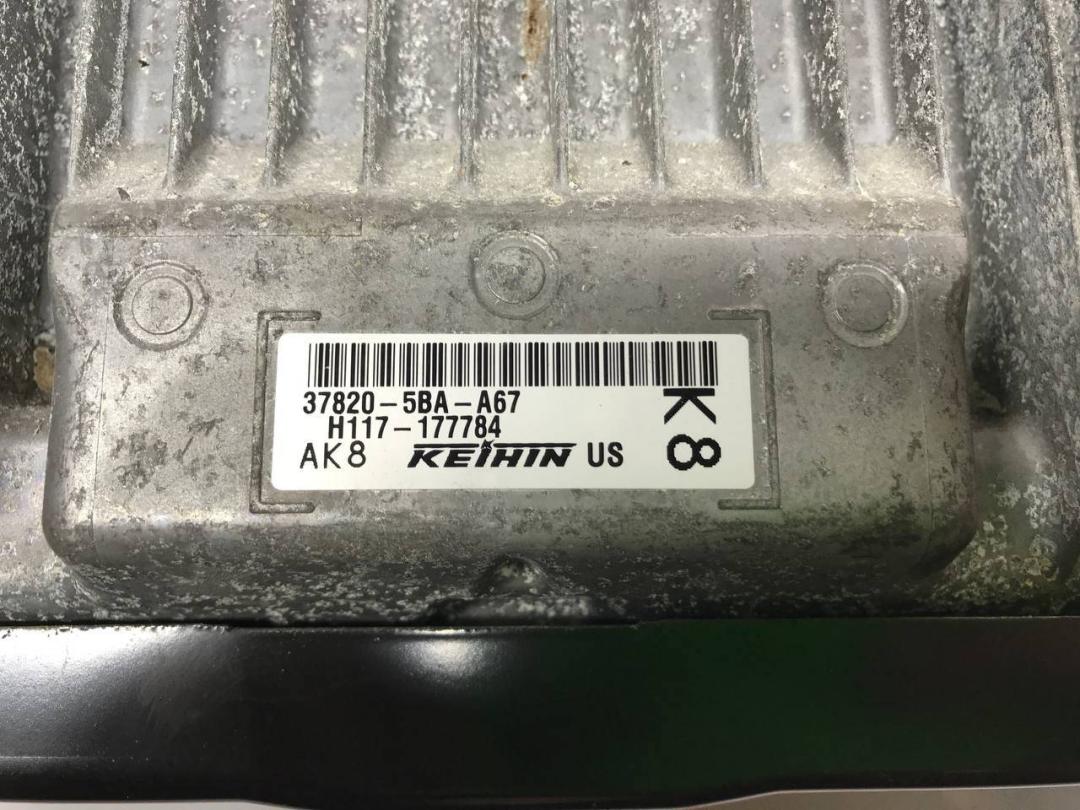 37820-5BA-A67
H117-177784
AK8 KEIHIN US
K8